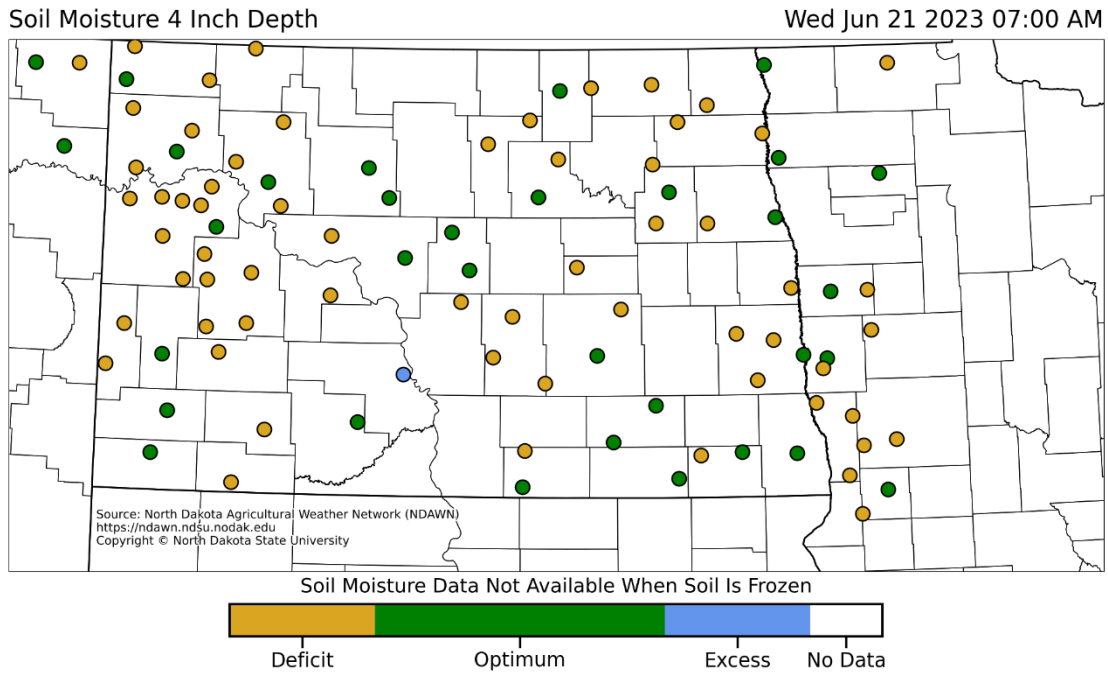 Soil Moisture 4 Inch Depth
Wed Jun 21 2023 07:00 AM
Source: North Dakota Agricultural Weather Network (NDAWN)
https://ndawn.ndsu.nodak.edu
Copyright © North Dakota State University
Soil Moisture Data Not Available When Soil Is Frozen
Deficit
Optimum
Excess
No Data